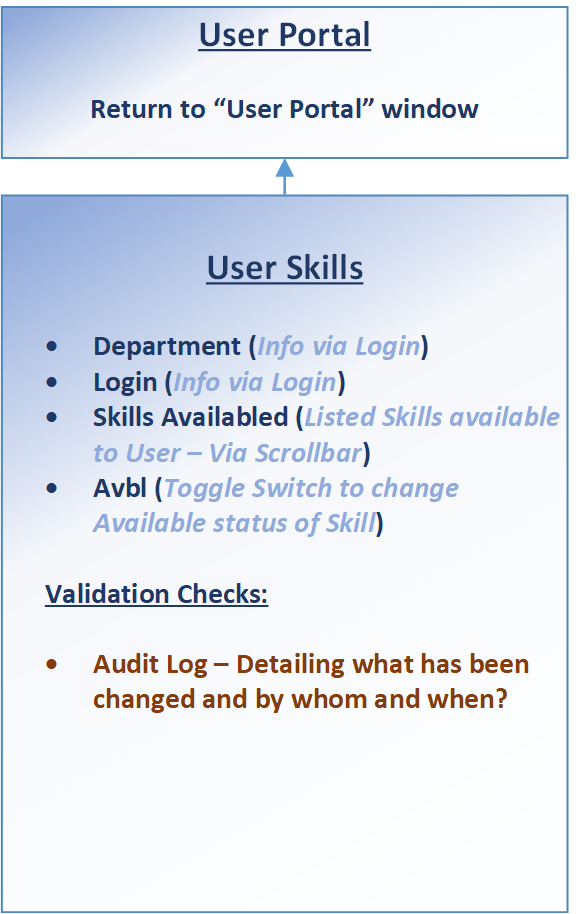 User Portal
Return to “User Portal” window
User Skills
• Department (Info via Login)
• Login (Info via Login)
• Skills Availabled (Listed Skills available
to User – Via Scrollbar)
• Avbl (Toggle Switch to change
Available status of Skill)
Validation Checks:
• Audit Log – Detailing what has been
changed and by whom and when?